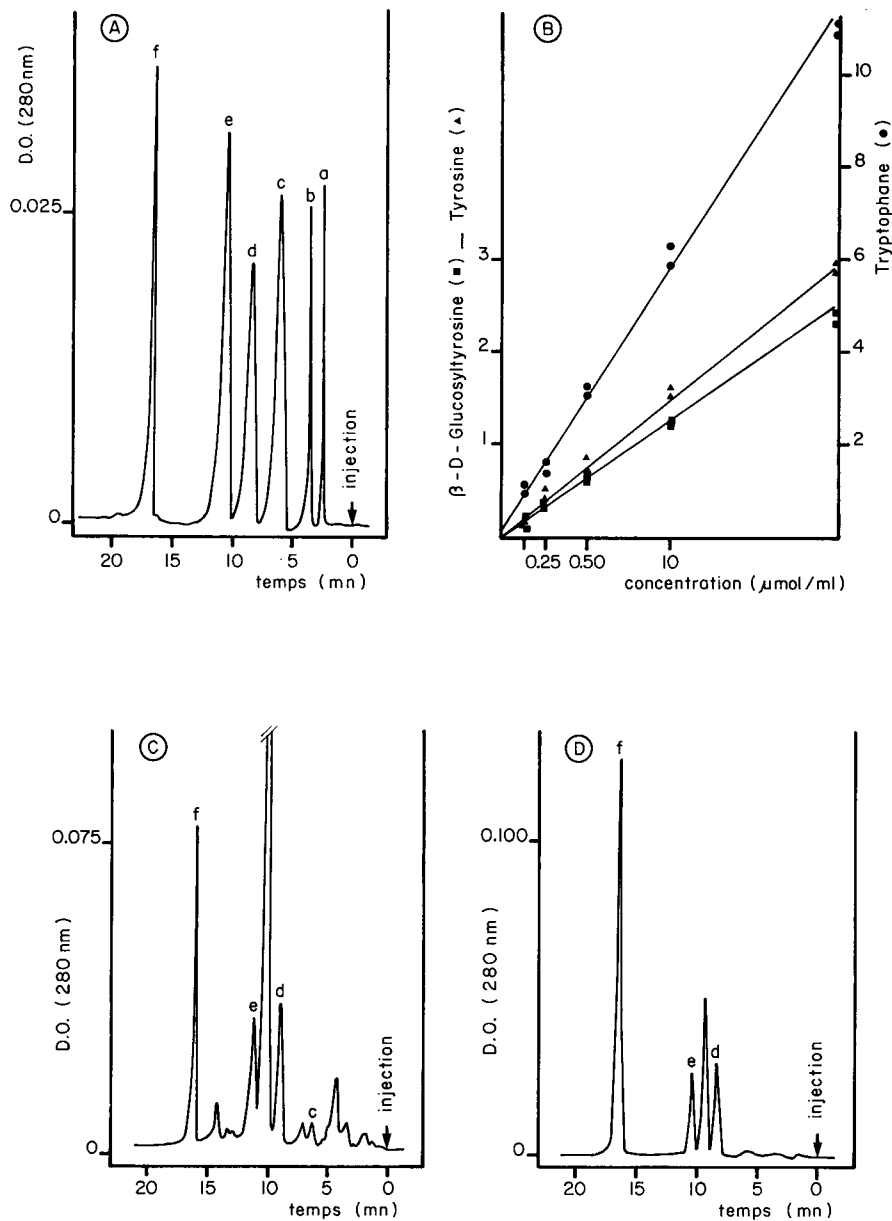 A
D.O. (280nm)
f
e
d
c
b
a
injection
0.025
0
20 15 10 5 0
temps (mn)
B
β-D-Glucosyltyrosine (■) — Tyrosine (▲)
3
2
1
Tryptophane (●)
10
8
6
4
2
0.25 0.50 10
concentration (μmol/ml)
C
D.O. (280 nm)
0.075
0
f
e
d
c
injection
20 15 10 5 0
temps (mn)
D
D.O. (280 nm)
0.100
0
f
e
d
injection
20 15 10 5 0
temps (mn)